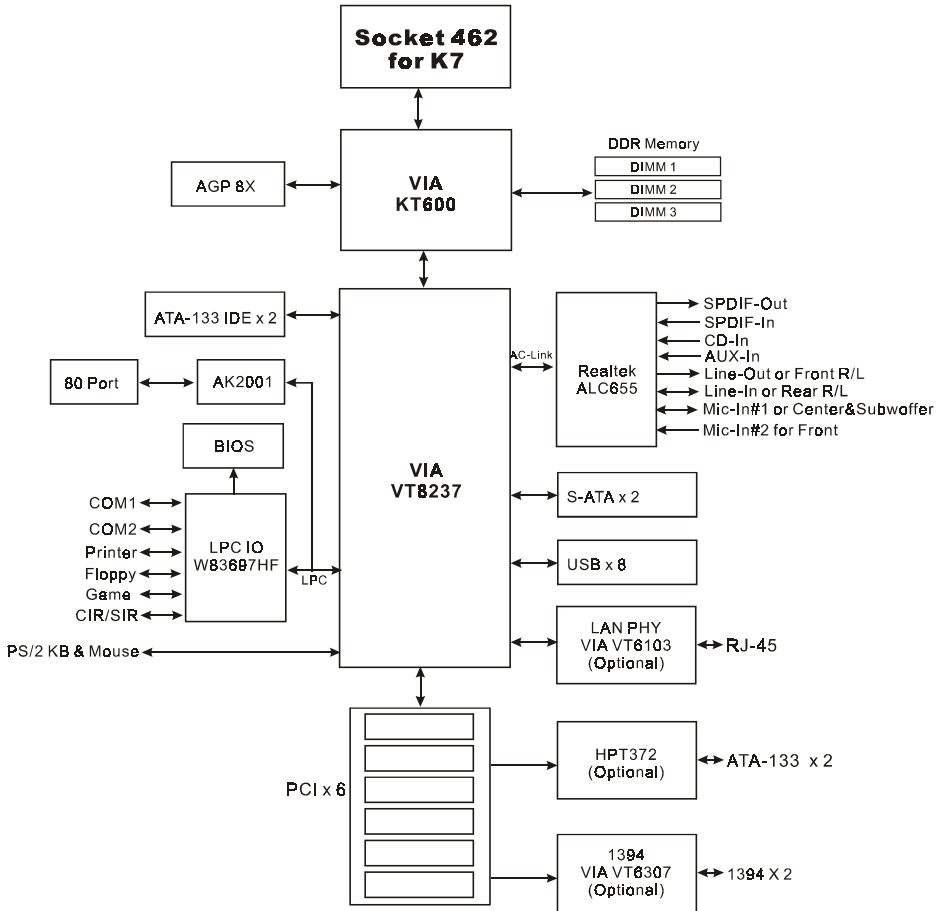 Socket 462
for K7
DDR Memory
DIMM 1
DIMM 2
DIMM 3
AGP 8X
VIA
KT600
ATA-133 IDE x 2
80 Port
AK2001
BIOS
COM1
COM2
Printer
Floppy
Game
CIR/SIR
LPC IO
W83697HF
LPC
PS/2 KB & Mouse
VIA
VT8237
AC-Link
Realtek
ALC655
SPDIF-Out
SPDIF-In
CD-In
AUX-In
Line-Out or Front R/L
Line-In or Rear R/L
Mic-In#1 or Center&Subwoffer
Mic-In#2 for Front
S-ATA x 2
USB x 8
LAN PHY
VIA VT6103
(Optional)
RJ-45
PCI x 6
HPT372
(Optional)
ATA-133 x 2
1394
VIA VT6307
(Optional)
1394 X 2